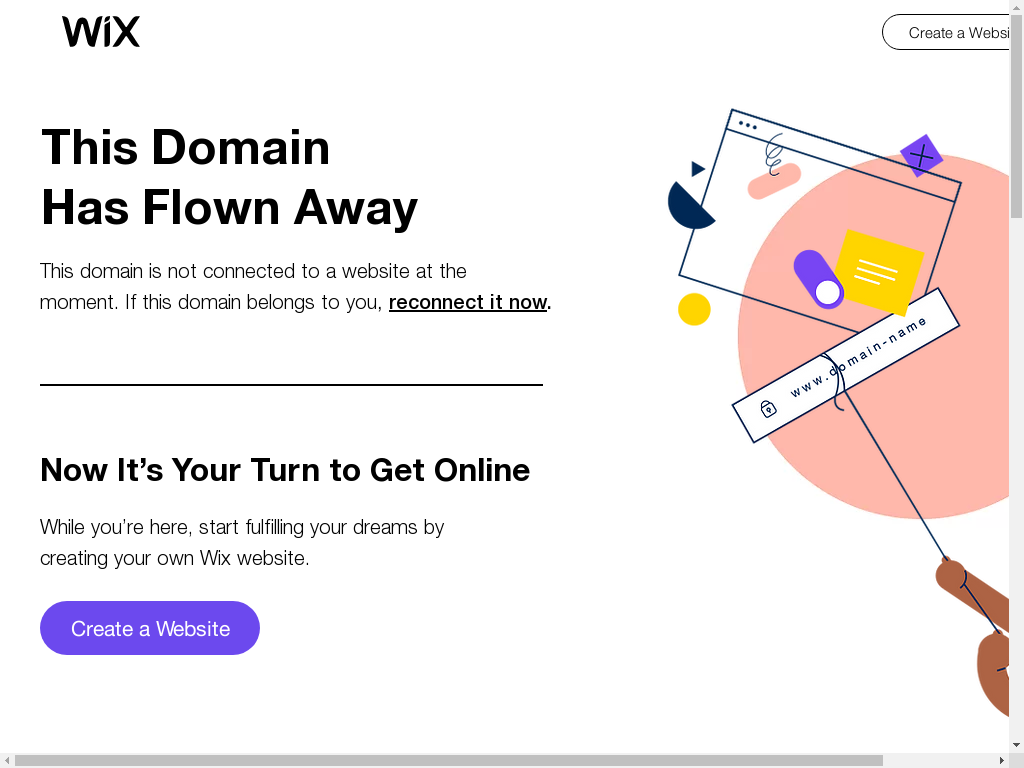 WiX
This Domain
Has Flown Away
This domain is not connected to a website at the
moment. If this domain belongs to you, reconnect it now.
Now It’s Your Turn to Get Online
While you’re here, start fulfilling your dreams by
creating your own Wix website.
Create a Website
www.domain-name